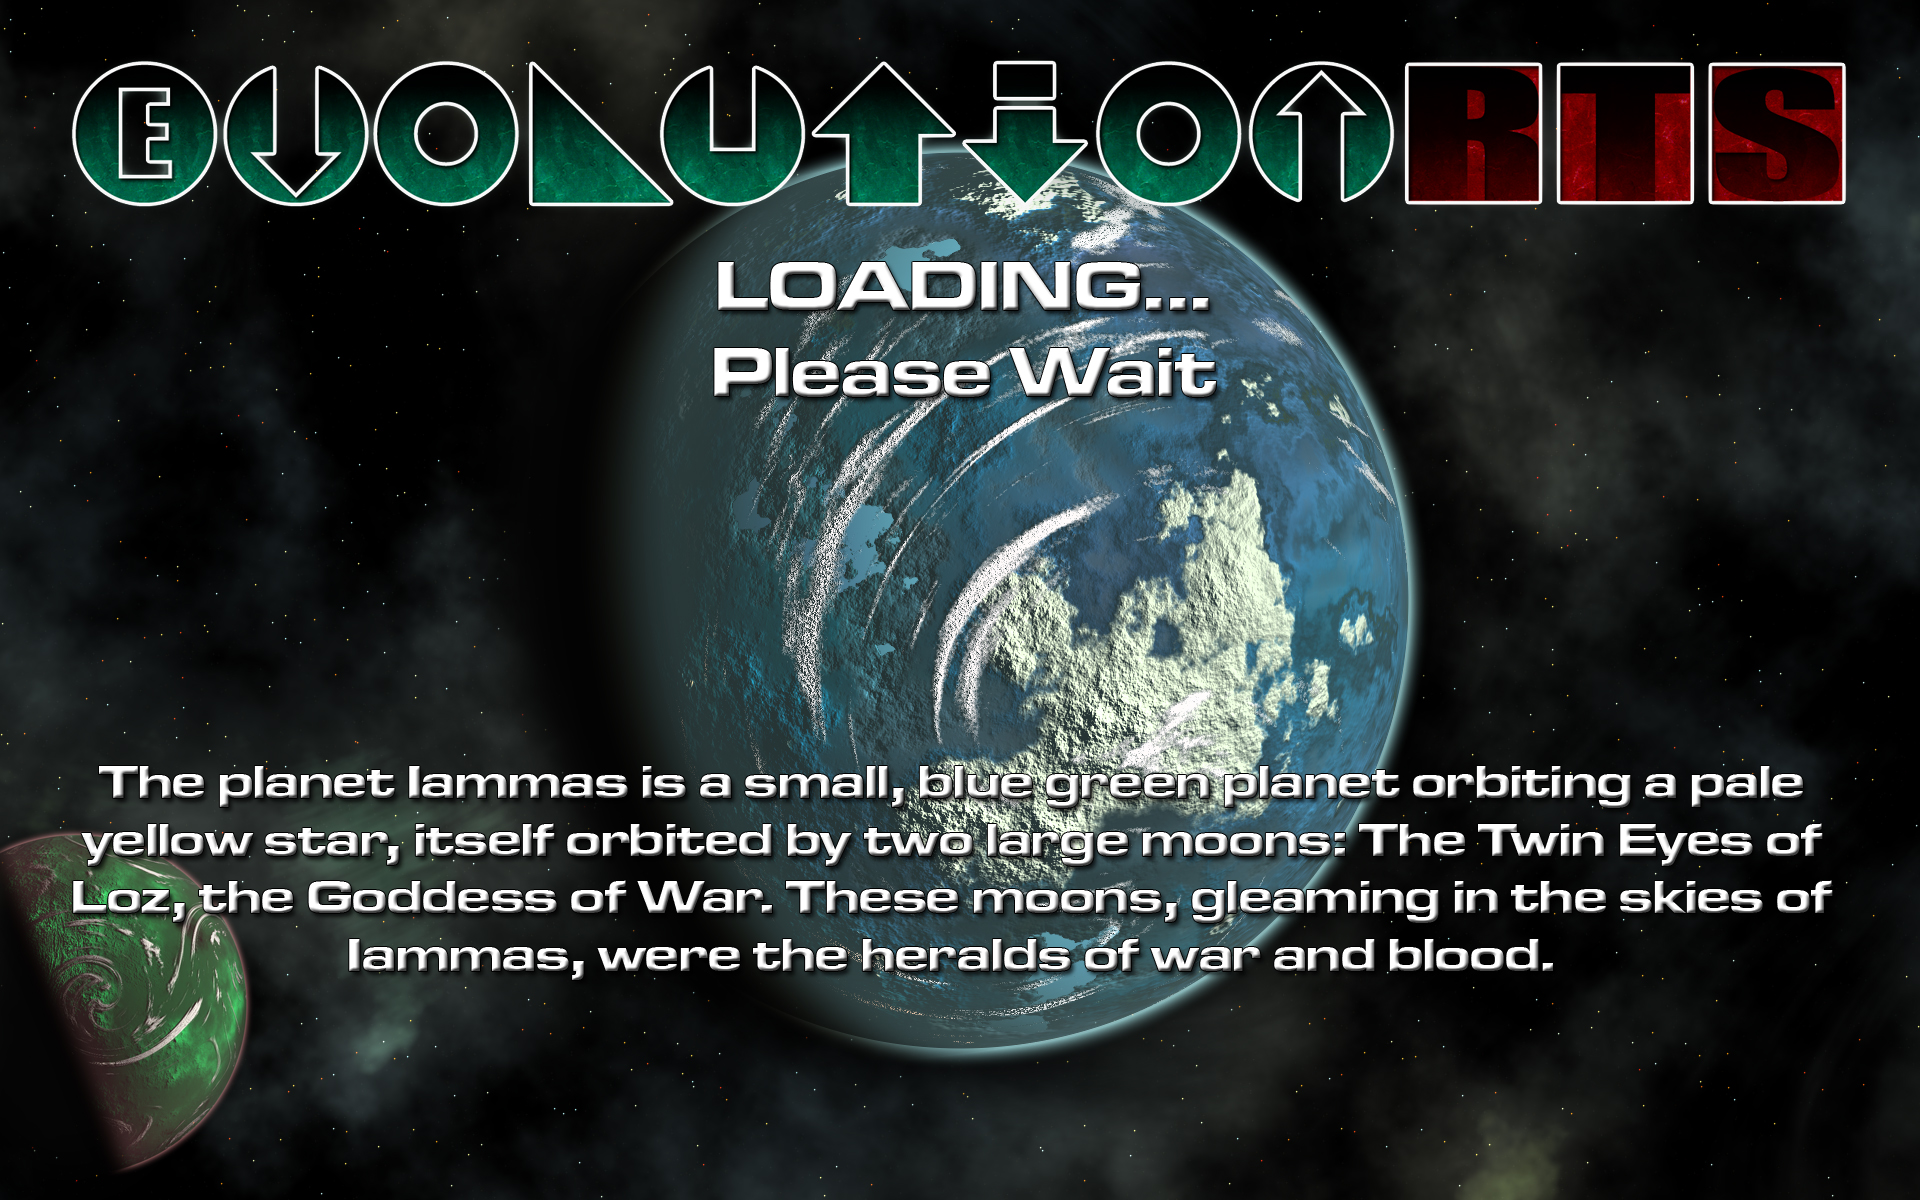 EVOLUTION RTS
LOADING...
Please Wait
The planet Iammas is a small, blue green planet orbiting a pale
yellow star, itself orbited by two large moons: The Twin Eyes of
Loz, the Goddess of War. These moons, gleaming in the skies of
Iammas, were the heralds of war and blood.